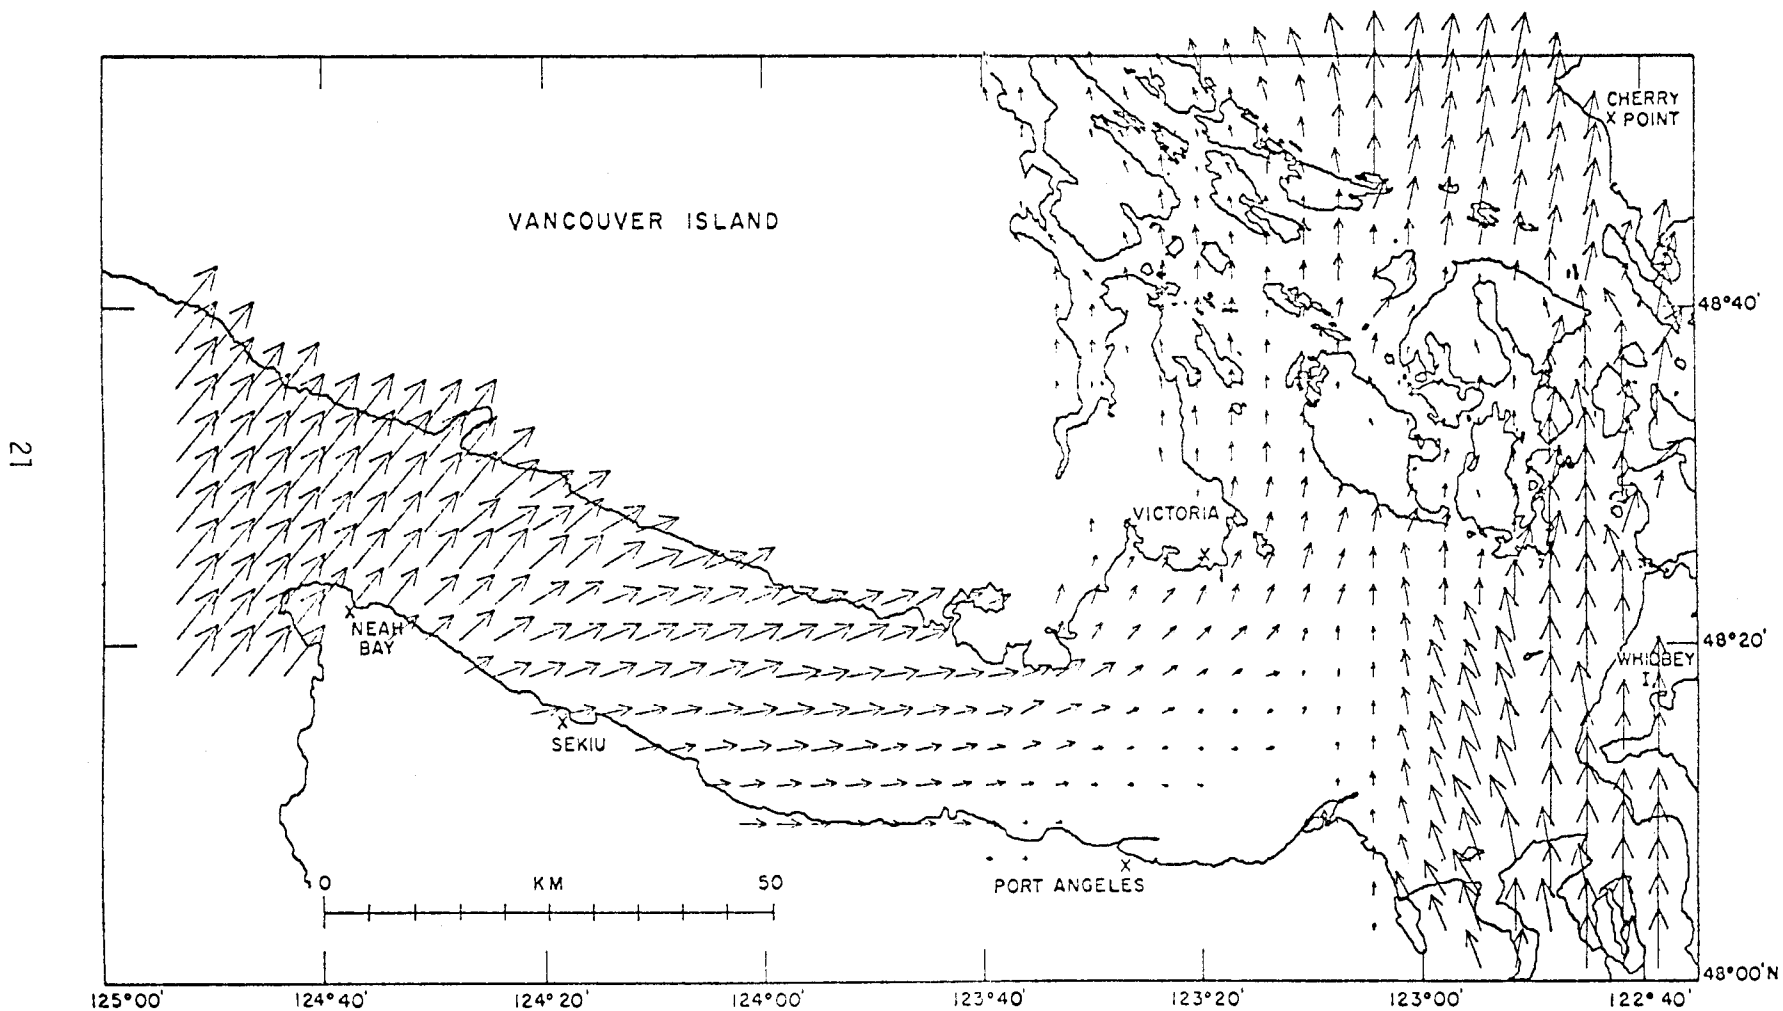 CHERRY
X POINT
VANCOUVER ISLAND
48°40'
21
VICTORIA
X
X
NEAH
BAY
48°20'
WHIDBEY
I.
X
SEKIU
0 KM 50
X
PORT ANGELES
48°00'N
125°00' 124°40' 124°20' 124°00' 123°40' 123°20' 123°00' 122°40'